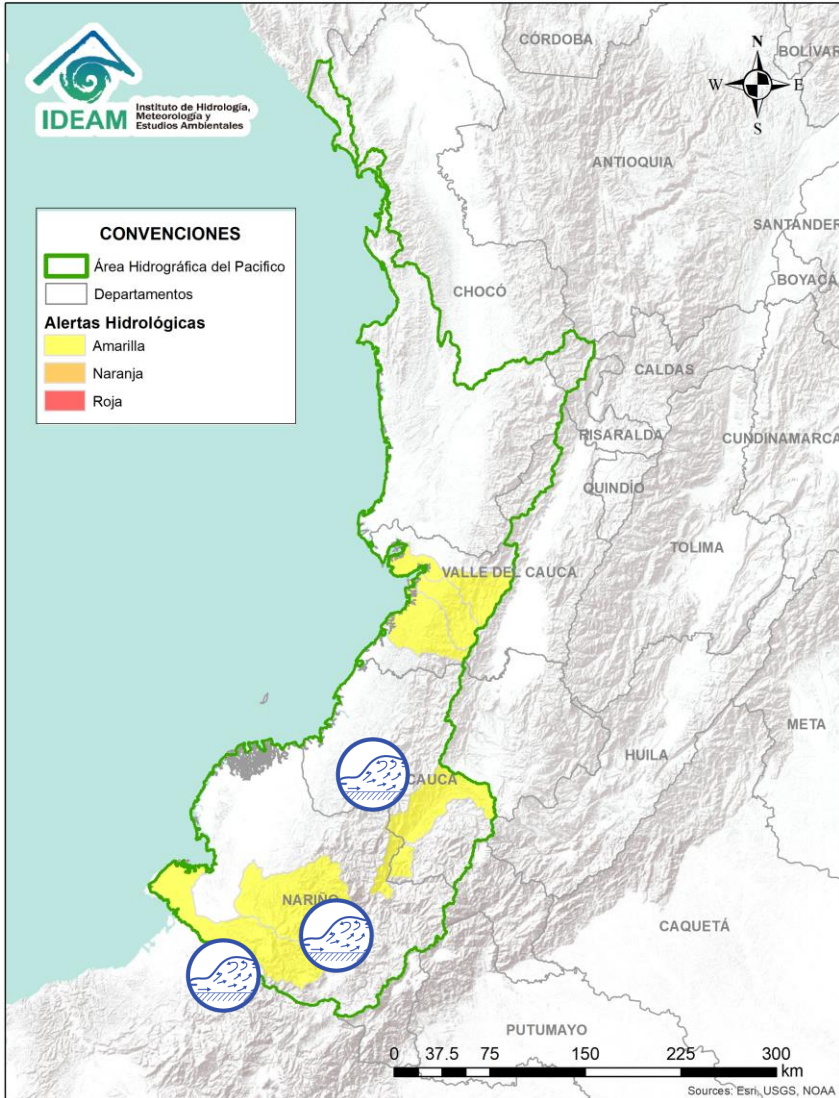 IDEAM
Instituto de Hidrología,
Meteorología y
Estudios Ambientales
CÓRDOBA
BOLÍVAR
N
W
E
S
ANTIOQUIA
SANTANDER
BOYACÁ
CONVENCIONES
Área Hidrográfica del Pacifico
Departamentos
Alertas Hidrológicas
Amarilla
Naranja
Roja
CHOCÓ
CALDAS
RISARALDA
CUNDINAMARCA
QUINDÍO
TOLIMA
VALLE DEL CAUCA
META
HUILA
CAUCA
NARIÑO
CAQUETÁ
PUTUMAYO
0 37.5 75 150 225 300
km
Sources: Esri, USGS, NOAA